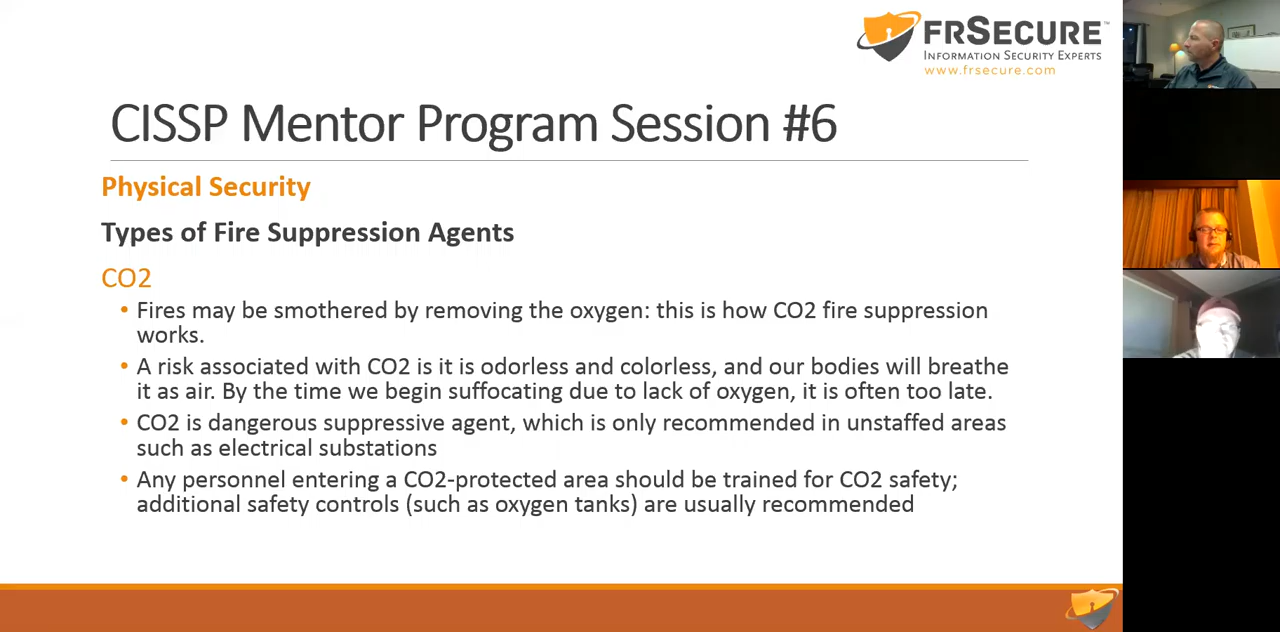 FRSECURE™
INFORMATION SECURITY EXPERTS
www.frsecure.com
CISSP Mentor Program Session #6
Physical Security
Types of Fire Suppression Agents
CO2
• Fires may be smothered by removing the oxygen: this is how CO2 fire suppression
works.
• A risk associated with CO2 is it is odorless and colorless, and our bodies will breathe
it as air. By the time we begin suffocating due to lack of oxygen, it is often too late.
• CO2 is dangerous suppressive agent, which is only recommended in unstaffed areas
such as electrical substations
• Any personnel entering a CO2-protected area should be trained for CO2 safety;
additional safety controls (such as oxygen tanks) are usually recommended